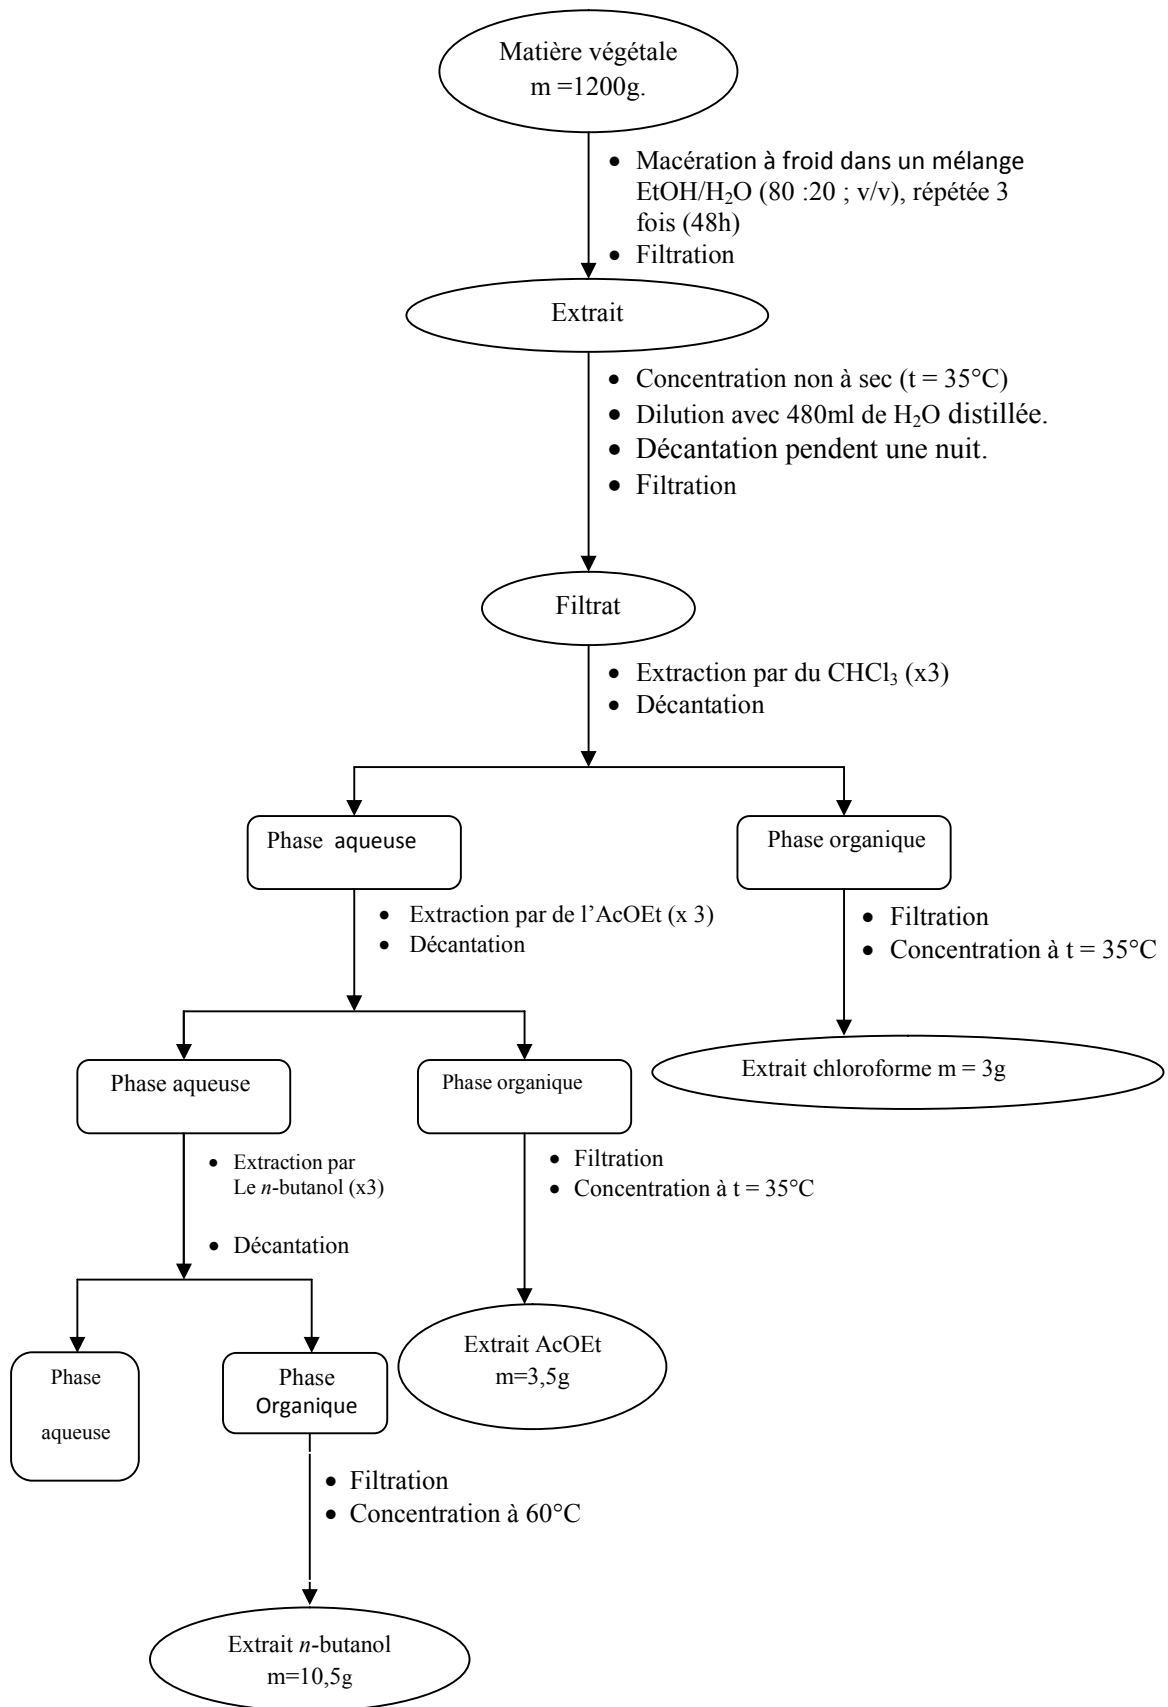 Matière végétale
m =1200g.
• Macération à froid dans un mélange
EtOH/H₂O (80 :20 ; v/v), répétée 3
fois (48h)
• Filtration
Extrait
• Concentration non à sec (t = 35°C)
• Dilution avec 480ml de H₂O distillée.
• Décantation pendent une nuit.
• Filtration
Filtrat
• Extraction par du CHCl₃ (x3)
• Décantation
Phase aqueuse
Phase organique
• Extraction par de l’AcOEt (x 3)
• Décantation
• Filtration
• Concentration à t = 35°C
Phase aqueuse
Phase organique
Extrait chloroforme m = 3g
• Extraction par
Le n-butanol (x3)
• Décantation
• Filtration
• Concentration à t = 35°C
Phase
aqueuse
Phase
Organique
Extrait AcOEt
m=3,5g
• Filtration
• Concentration à 60°C
Extrait n-butanol
m=10,5g